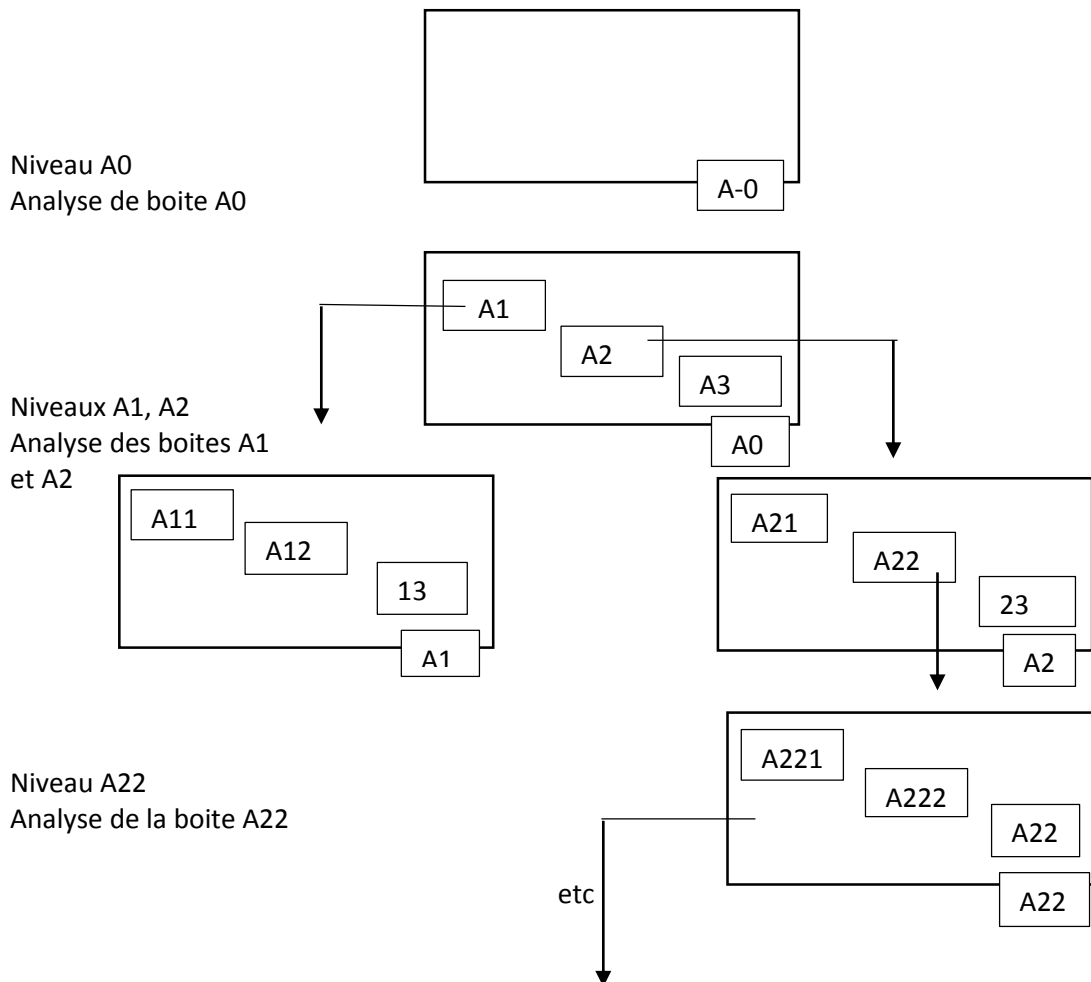 Niveau A0
Analyse de boite A0
A-0
A1
A2
A3
A0
Niveaux A1, A2
Analyse des boites A1
et A2
A11
A12
13
A1
A21
A22
23
A2
Niveau A22
Analyse de la boite A22
A221
A222
A22
A22
etc